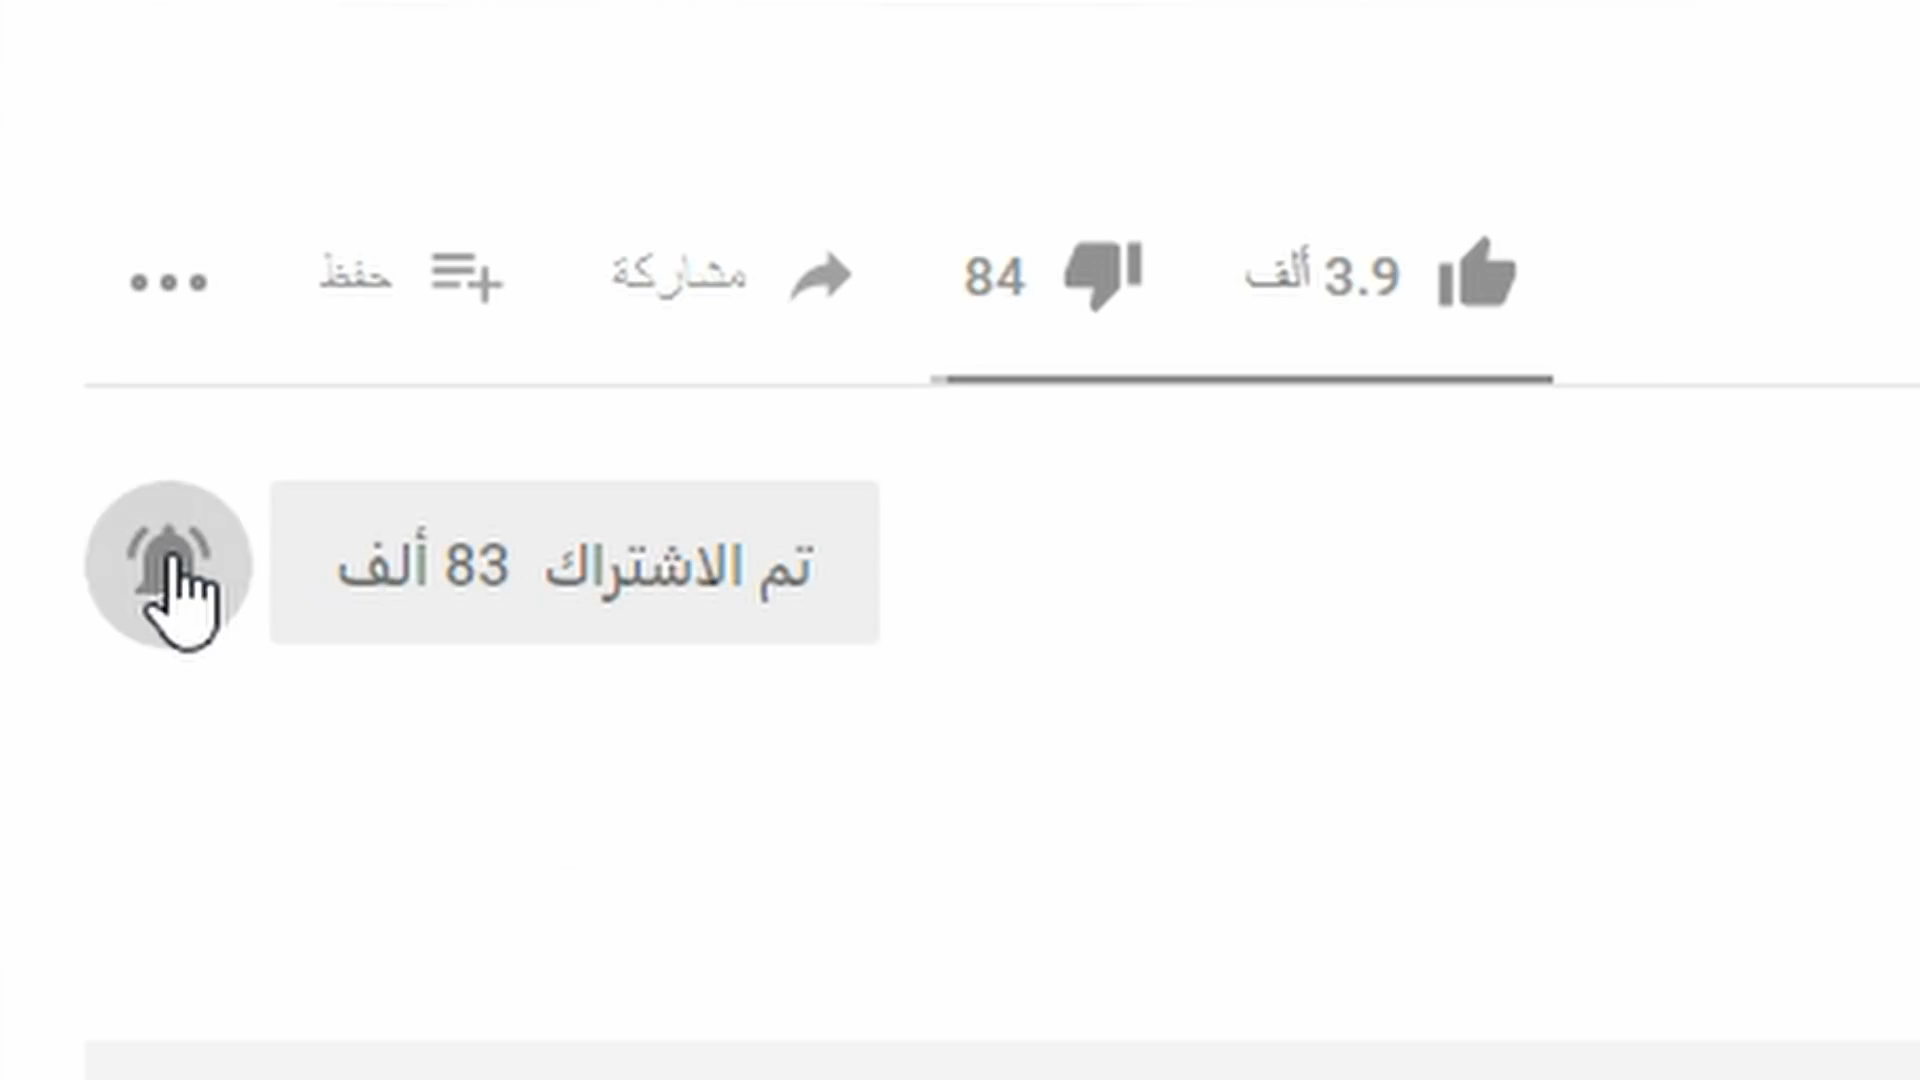 3.9 ألف 84 مشاركة حفظ
تم الاشتراك 83 ألف